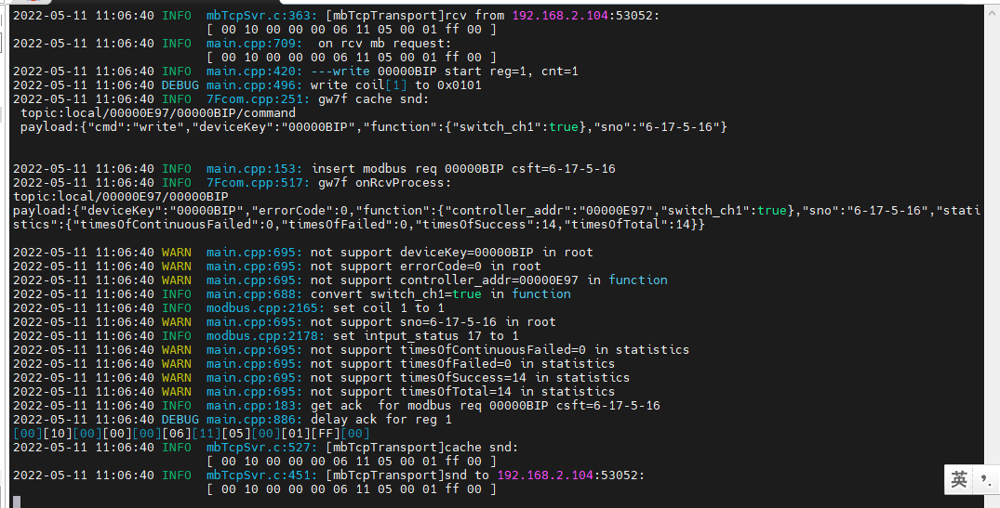 2022-05-11 11:06:40 INFO  mbTcpSvr.c:363: [mbTcpTransport]rcv from 192.168.2.104:53052:
[ 00 10 00 00 00 06 11 05 00 01 ff 00 ]
2022-05-11 11:06:40 INFO  main.cpp:709:  on rcv mb request:
[ 00 10 00 00 00 06 11 05 00 01 ff 00 ]
2022-05-11 11:06:40 INFO  main.cpp:420: ---write 00000BIP start reg=1, cnt=1
2022-05-11 11:06:40 DEBUG main.cpp:496: write coil[1] to 0x0101
2022-05-11 11:06:40 INFO  7Fcom.cpp:251: gw7f cache snd:
topic:local/00000E97/00000BIP/command
payload:{"cmd":"write","deviceKey":"00000BIP","function":{"switch_ch1":true},"sno":"6-17-5-16"}
2022-05-11 11:06:40 INFO  main.cpp:153: insert modbus req 00000BIP csft=6-17-5-16
2022-05-11 11:06:40 INFO  7Fcom.cpp:517: gw7f onRcvProcess:
topic:local/00000E97/00000BIP
payload:{"deviceKey":"00000BIP","errorCode":0,"function":{"controller_addr":"00000E97","switch_ch1":true},"sno":"6-17-5-16","stati
stics":{"timesOfContinuousFailed":0,"timesOfFailed":0,"timesOfSuccess":14,"timesOfTotal":14}}
2022-05-11 11:06:40 WARN  main.cpp:695: not support deviceKey=00000BIP in root
2022-05-11 11:06:40 WARN  main.cpp:695: not support errorCode=0 in root
2022-05-11 11:06:40 WARN  main.cpp:695: not support controller_addr=00000E97 in function
2022-05-11 11:06:40 INFO  main.cpp:688: convert switch_ch1=true in function
2022-05-11 11:06:40 INFO  modbus.cpp:2165: set coil 1 to 1
2022-05-11 11:06:40 WARN  main.cpp:695: not support sno=6-17-5-16 in root
2022-05-11 11:06:40 INFO  modbus.cpp:2178: set intput_status 17 to 1
2022-05-11 11:06:40 WARN  main.cpp:695: not support timesOfContinuousFailed=0 in statistics
2022-05-11 11:06:40 WARN  main.cpp:695: not support timesOfFailed=0 in statistics
2022-05-11 11:06:40 WARN  main.cpp:695: not support timesOfSuccess=14 in statistics
2022-05-11 11:06:40 WARN  main.cpp:695: not support timesOfTotal=14 in statistics
2022-05-11 11:06:40 INFO  main.cpp:183: get ack  for modbus req 00000BIP csft=6-17-5-16
2022-05-11 11:06:40 DEBUG main.cpp:886: delay ack for reg 1
[00][10][00][00][00][06][11][05][00][01][FF][00]
2022-05-11 11:06:40 INFO  mbTcpSvr.c:527: [mbTcpTransport]cache snd:
[ 00 10 00 00 00 06 11 05 00 01 ff 00 ]
2022-05-11 11:06:40 INFO  mbTcpSvr.c:451: [mbTcpTransport]snd to 192.168.2.104:53052:
[ 00 10 00 00 00 06 11 05 00 01 ff 00 ]
英